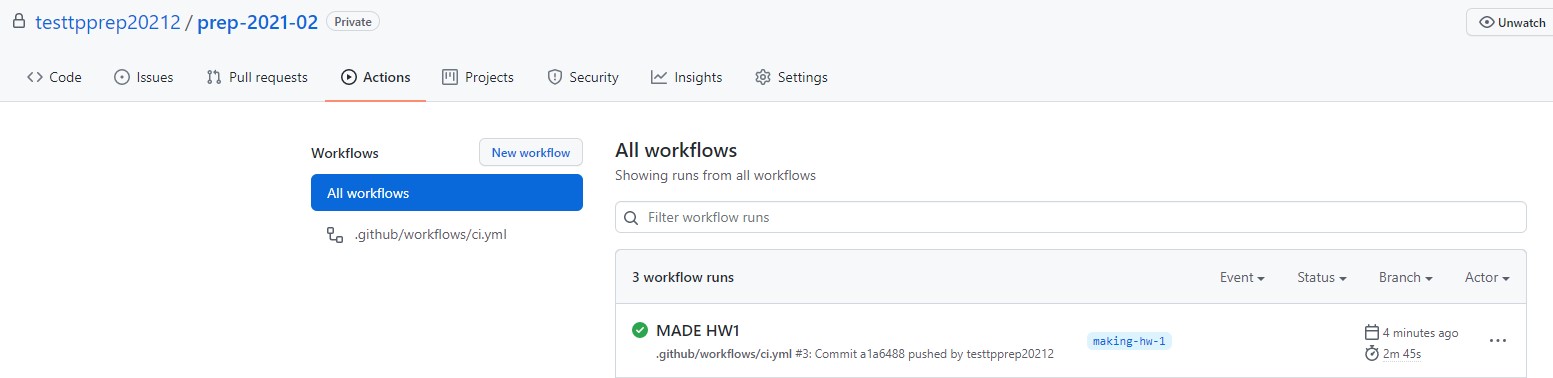 testtpprep20212 / prep-2021-02 Private
Unwatch
Code Issues Pull requests Actions Projects Security Insights Settings
Workflows New workflow
All workflows
.github/workflows/ci.yml
All workflows
Showing runs from all workflows
Filter workflow runs
3 workflow runs Event Status Branch Actor
MADE HW1
.github/workflows/ci.yml #3: Commit a1a6488 pushed by testtpprep20212
making-hw-1
4 minutes ago
2m 45s